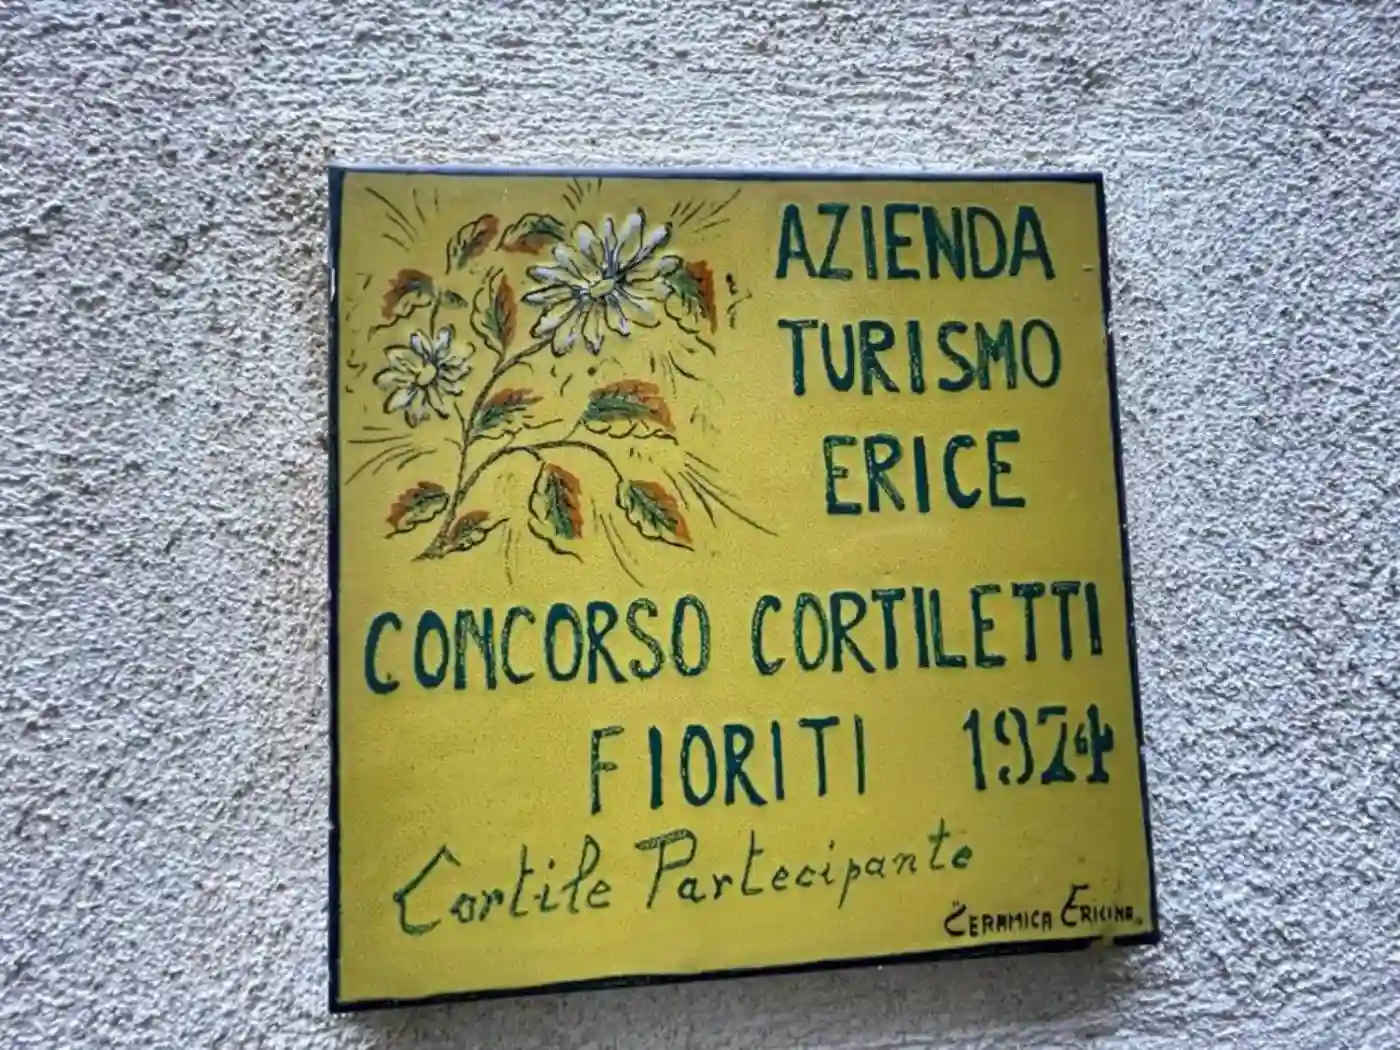 AZIENDA
TURISMO
ERICE
CONCORSO CORTILETTI
FIORITI 1974
Cortile Partecipante
"CERAMICA ERICINA"